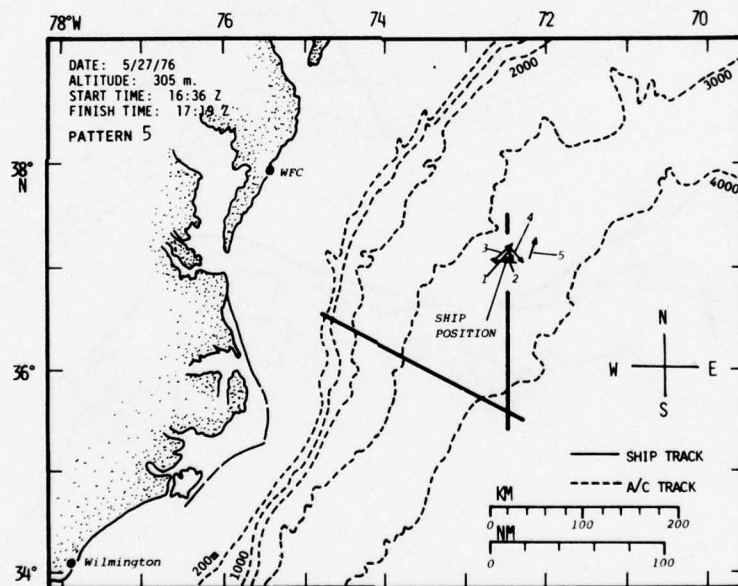 78°W 76 74 72 70
DATE: 5/27/76
ALTITUDE: 305 m.
START TIME: 16:36 Z
FINISH TIME: 17:19 Z
PATTERN 5
2000
3000
4000
38°
N
WFC
4
3
5
1
2
SHIP
POSITION
N
W E
S
36°
SHIP TRACK
A/C TRACK
KM
0 100 200
NM
0 100
200m
1000
Wilmington
34°